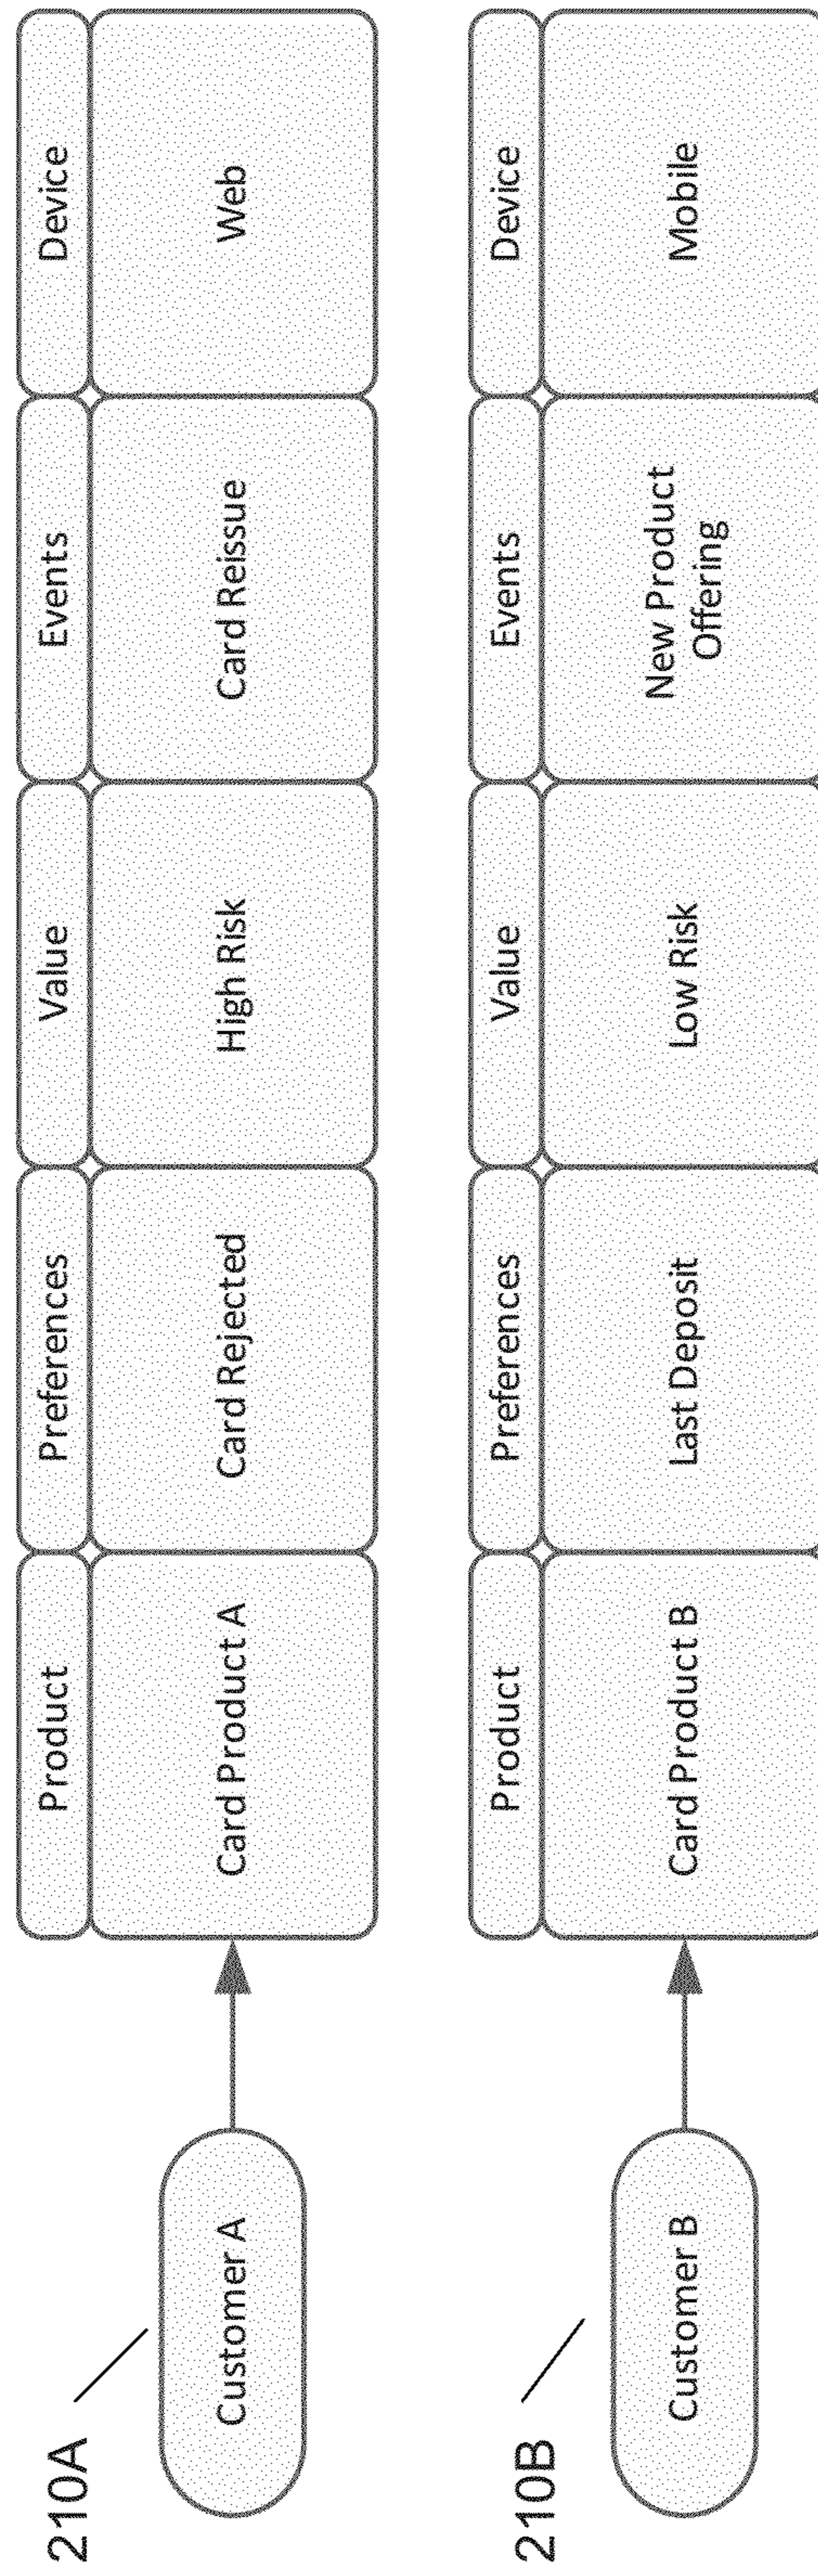 210A
Customer A
Product
Preferences
Value
Events
Device
Card Product A
Card Rejected
High Risk
Card Reissue
Web
210B
Customer B
Product
Preferences
Value
Events
Device
Card Product B
Last Deposit
Low Risk
New Product
Offering
Mobile